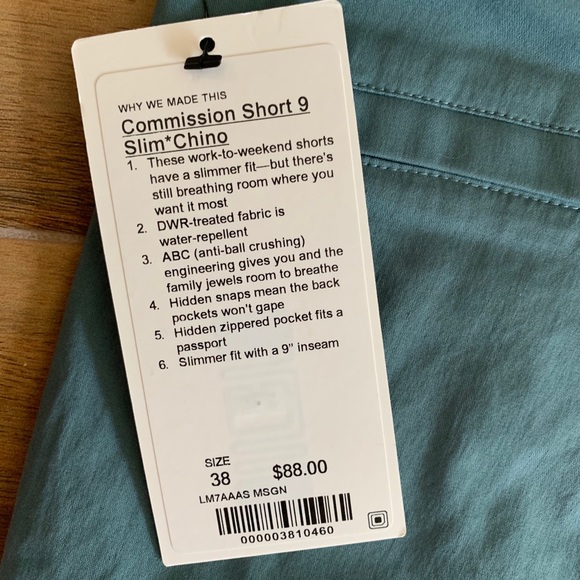 WHY WE MADE THIS
Commission Short 9
Slim*Chino
1. These work-to-weekend shorts
have a slimmer fit—but there's
still breathing room where you
want it most
2. DWR-treated fabric is
water-repellent
3. ABC (anti-ball crushing)
engineering gives you and the
family jewels room to breathe
4. Hidden snaps mean the back
pockets won't gape
5. Hidden zippered pocket fits a
passport
6. Slimmer fit with a 9" inseam
SIZE
38 $88.00
LM7AAAS MSGN
000003810460